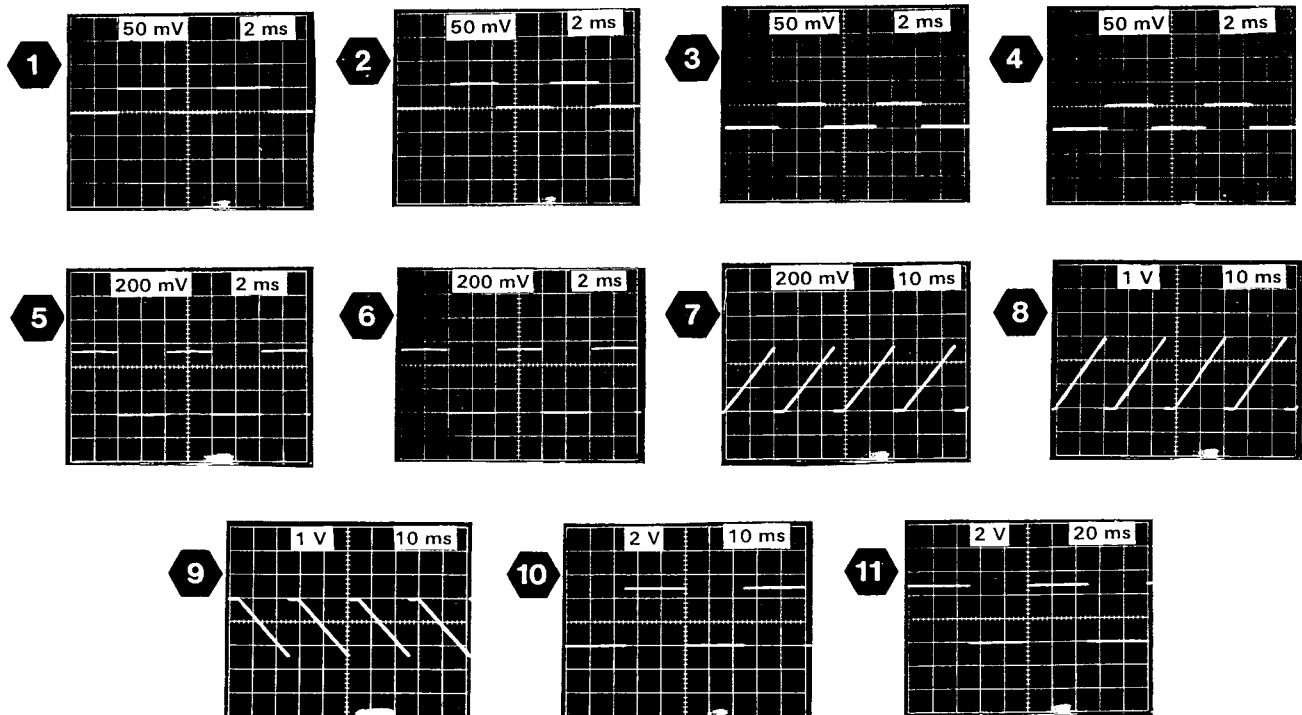 1 50 mV 2 ms
2 50 mV 2 ms
3 50 mV 2 ms
4 50 mV 2 ms
5 200 mV 2 ms
6 200 mV 2 ms
7 200 mV 10 ms
8 1 V 10 ms
9 1 V 10 ms
10 2 V 10 ms
11 2 V 20 ms